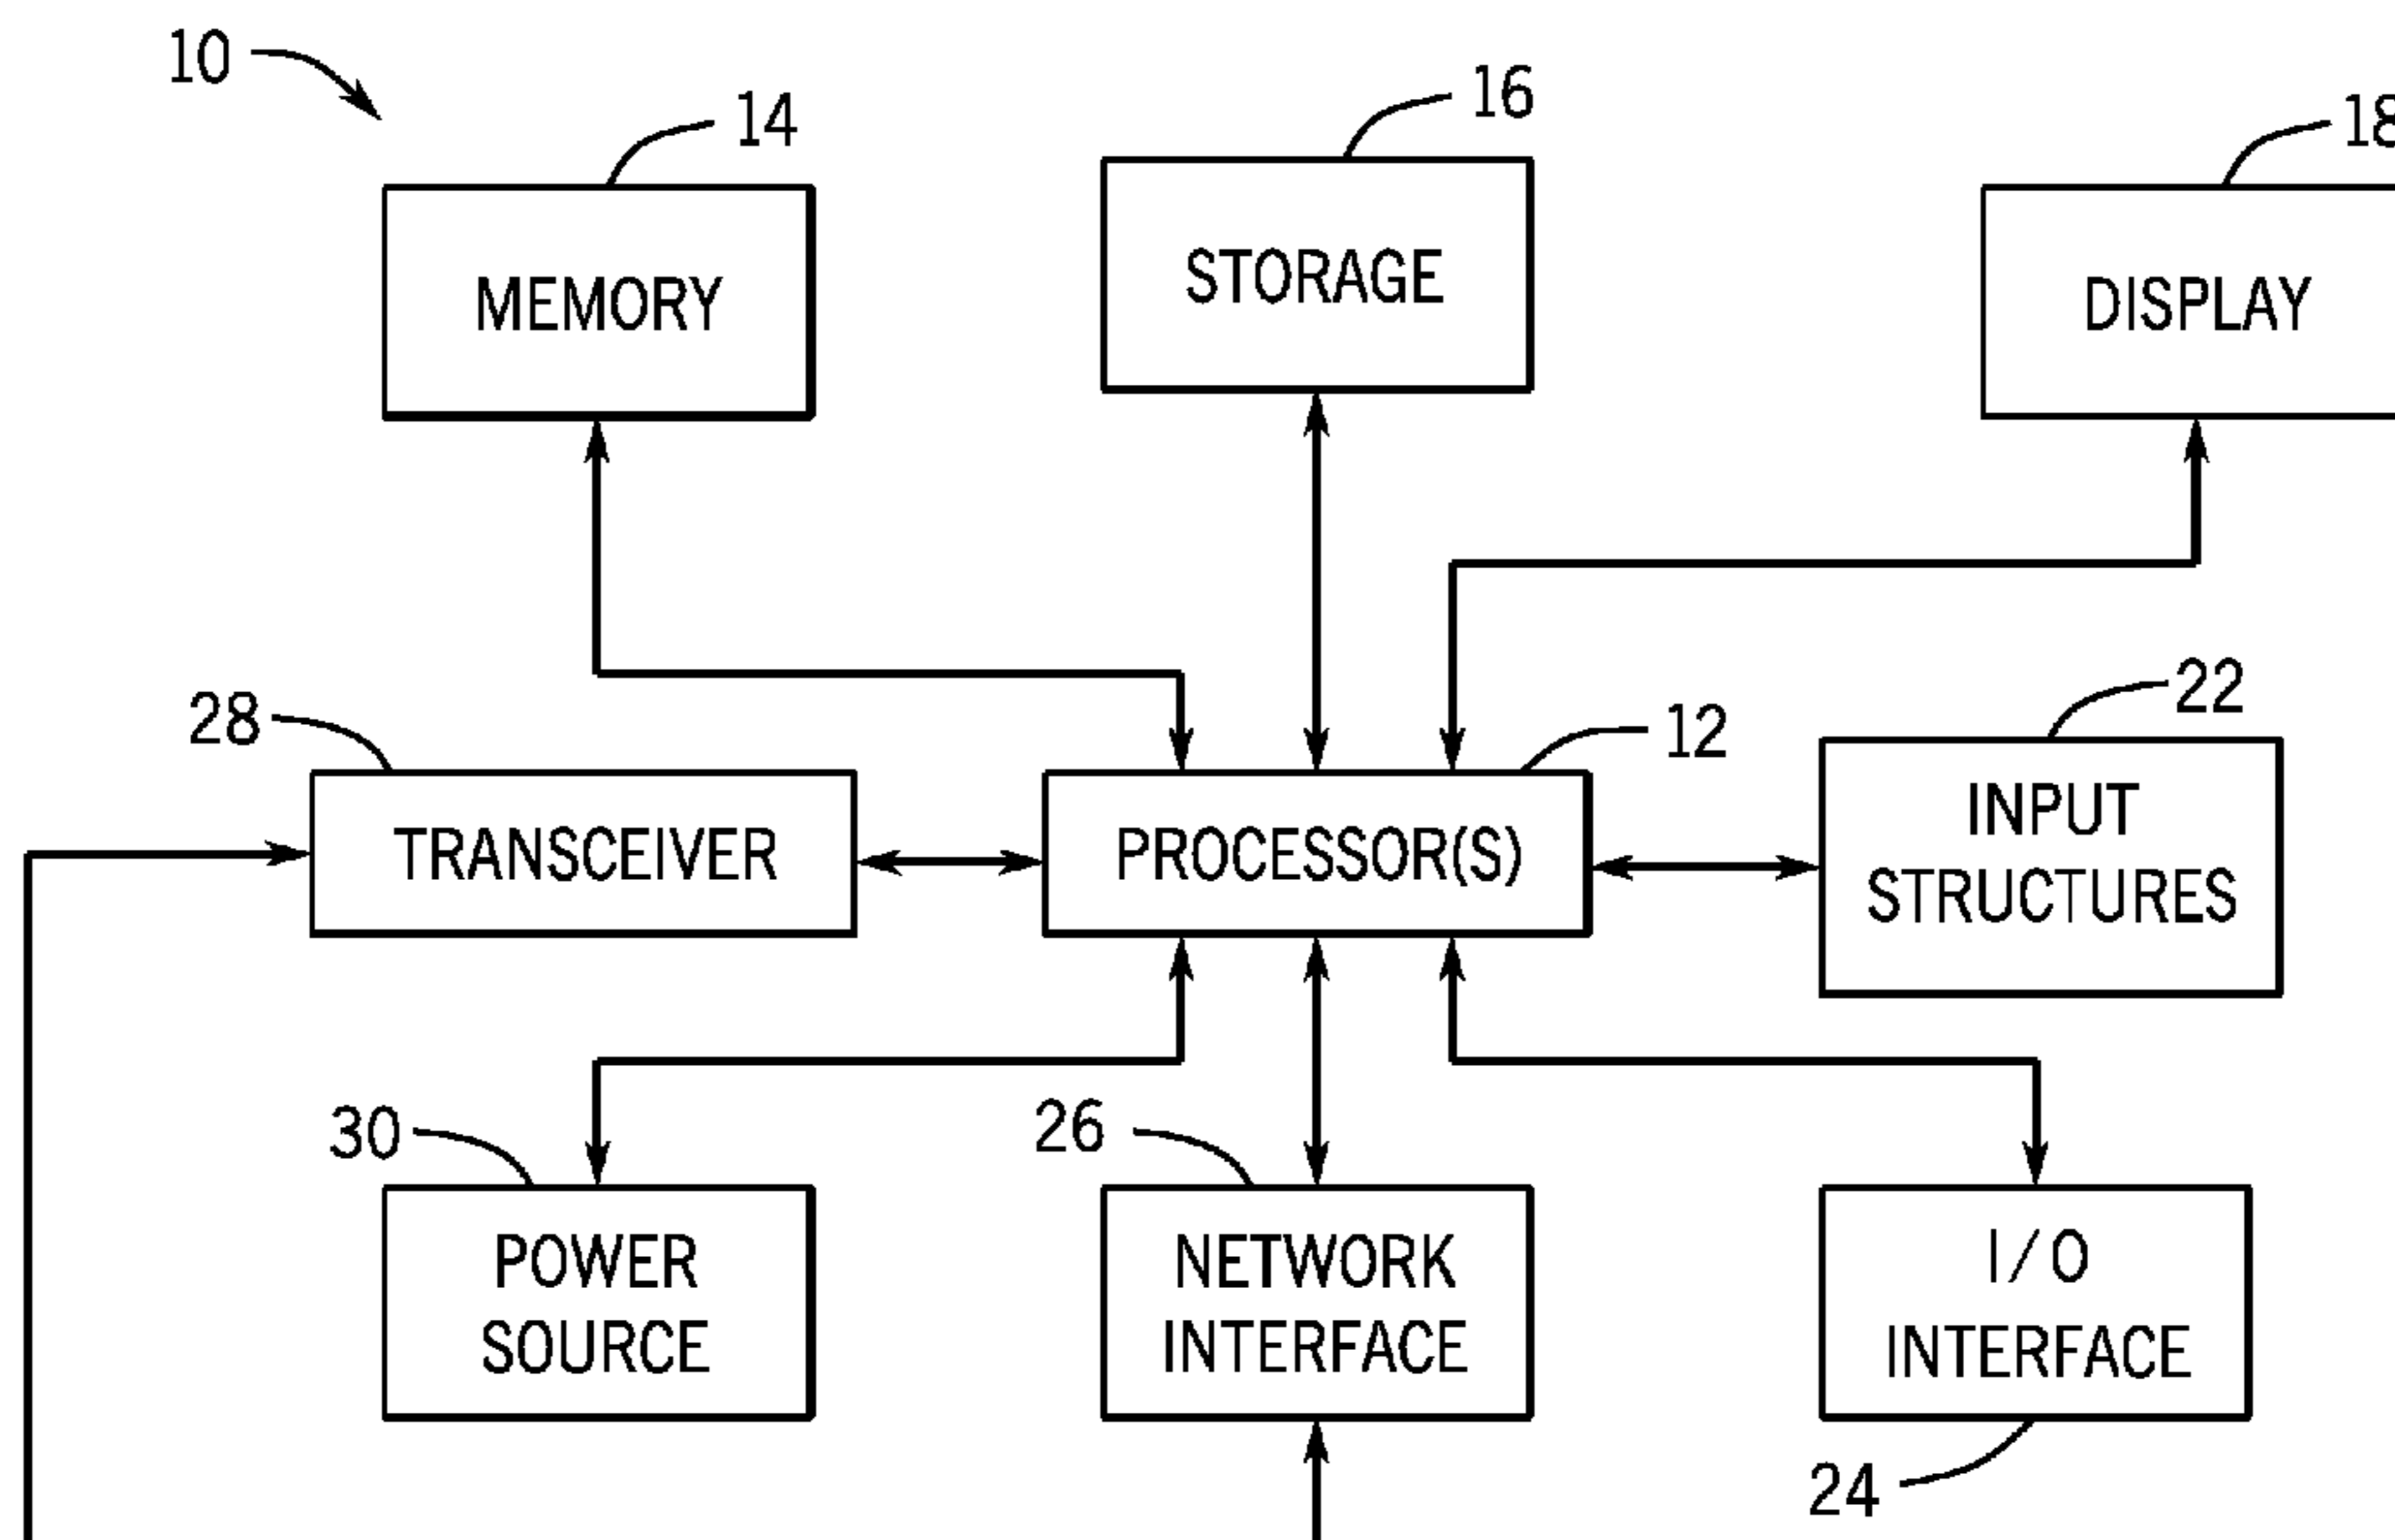 10
14
16
18
MEMORY
STORAGE
DISPLAY
28
12
22
TRANSCEIVER
PROCESSOR(S)
INPUT
STRUCTURES
30
26
POWER
SOURCE
NETWORK
INTERFACE
I/O
INTERFACE
24